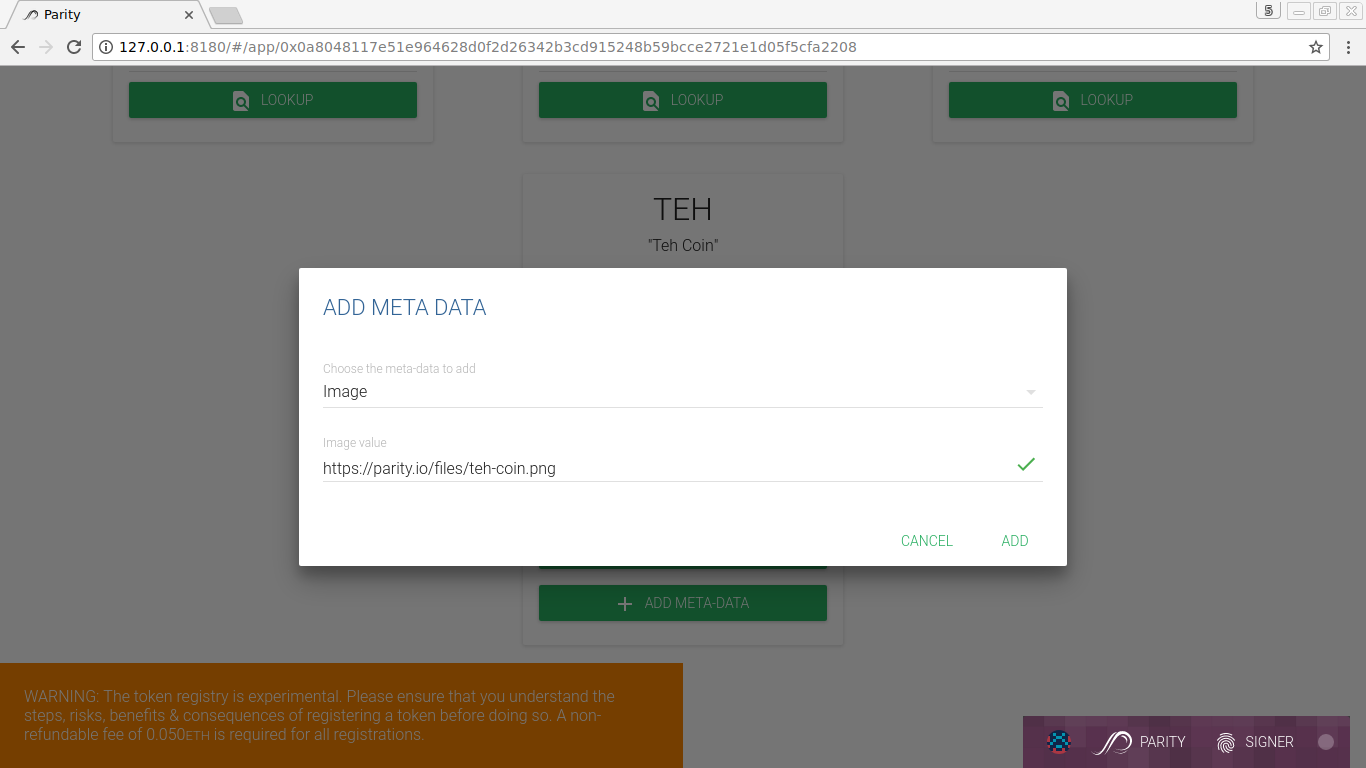 Parity
5
127.0.0.1:8180/#/app/0x0a8048117e51e964628d0f2d26342b3cd915248b59bcce2721e1d05f5cfa2208
LOOKUP
LOOKUP
LOOKUP
TEH
"Teh Coin"
ADD META DATA
Choose the meta-data to add
Image
Image value
https://parity.io/files/teh-coin.png
CANCEL
ADD
ADD META-DATA
WARNING: The token registry is experimental. Please ensure that you understand the
steps, risks, benefits & consequences of registering a token before doing so. A non-
refundable fee of 0.050ETH is required for all registrations.
PARITY
SIGNER